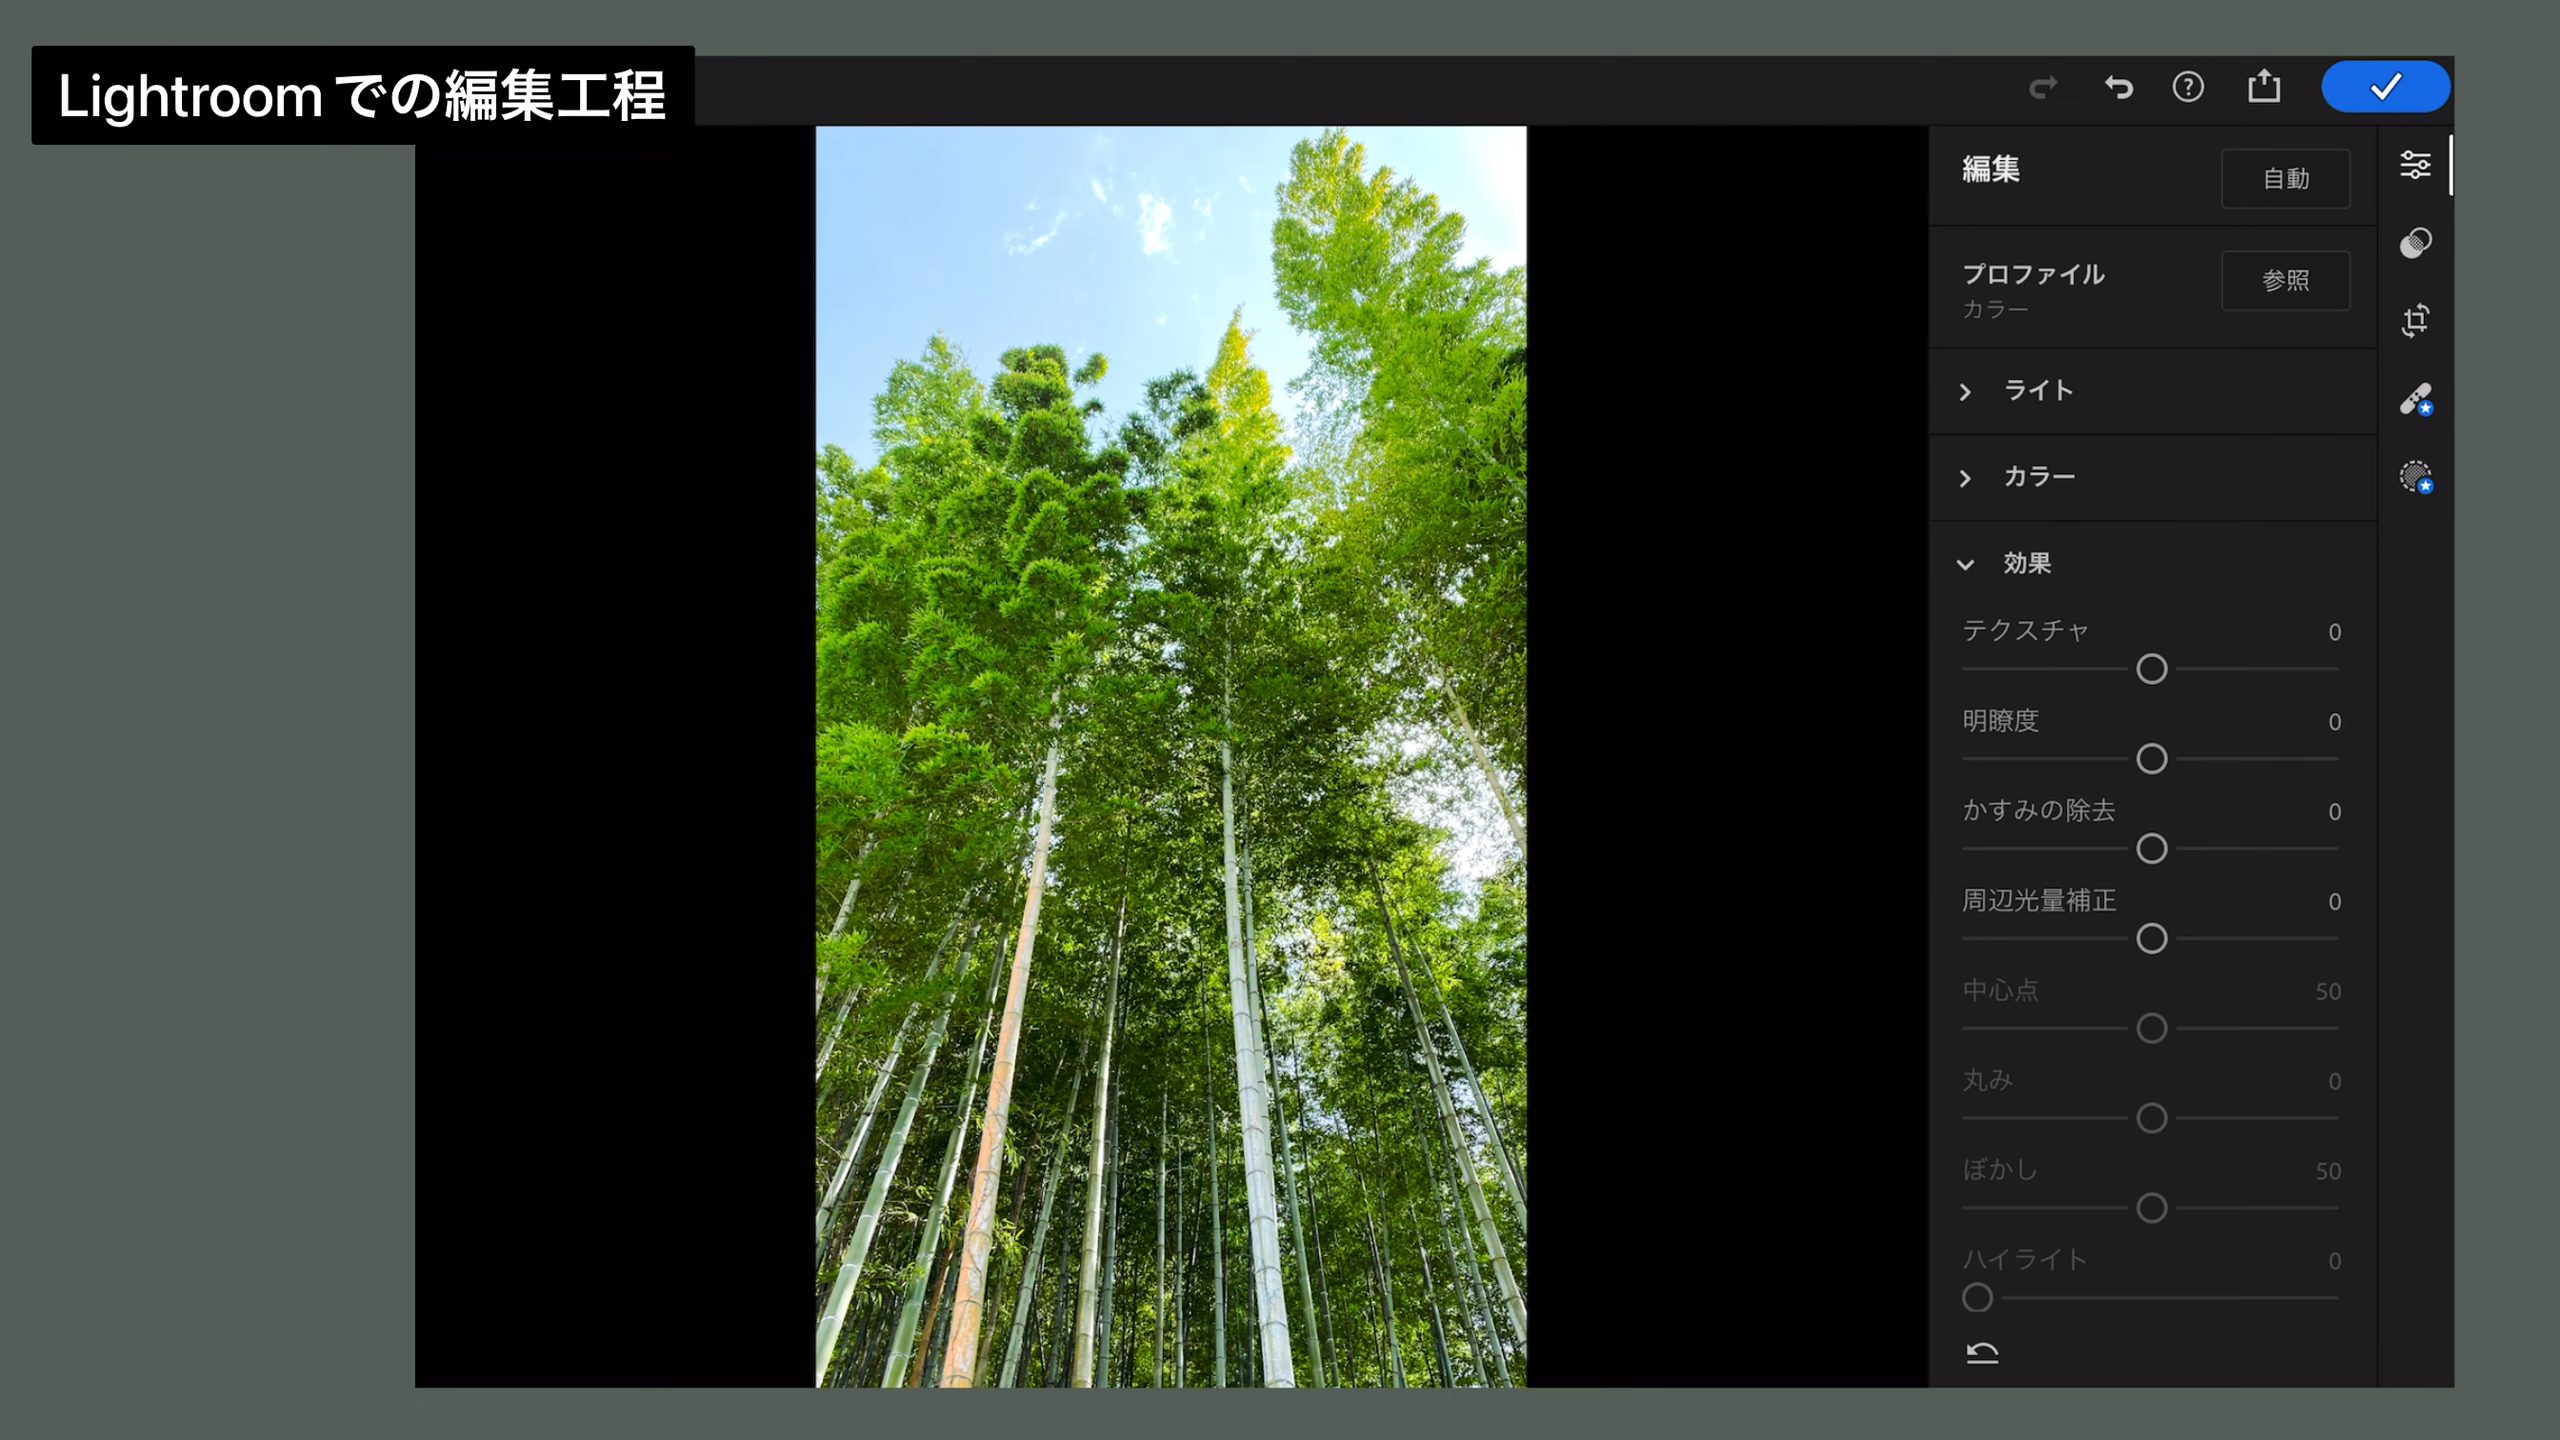 Lightroomでの編集工程
編集
自動
プロファイル
参照
カラー
ライト
カラー
効果
テクスチャ 0
明瞭度 0
かすみの除去 0
周辺光量補正 0
中心点 50
丸み 0
ぼかし 50
ハイライト 0